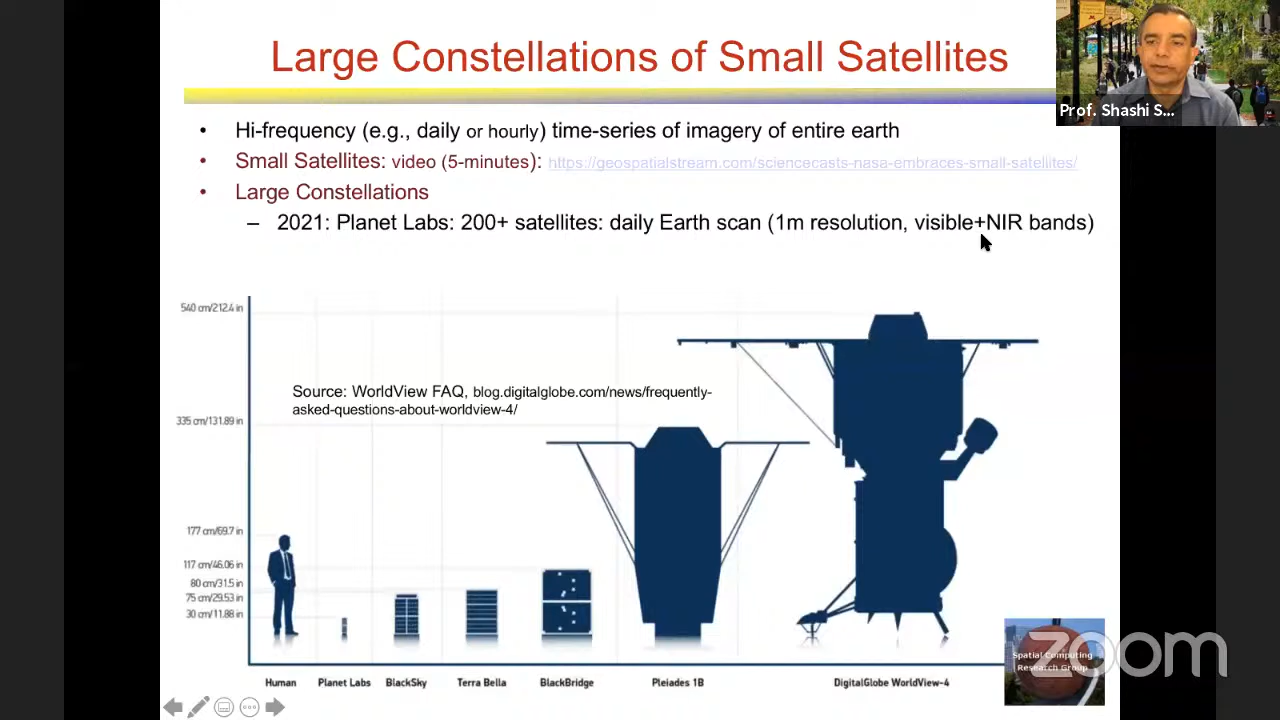 Large Constellations of Small Satellites
Prof. Shashi S...
• Hi-frequency (e.g., daily or hourly) time-series of imagery of entire earth
• Small Satellites: video (5-minutes): https://geospatialstream.com/sciencecasts-nasa-embraces-small-satellites/
• Large Constellations
– 2021: Planet Labs: 200+ satellites: daily Earth scan (1m resolution, visible+NIR bands)
540 cm/212.4 in
Source: WorldView FAQ, blog.digitalglobe.com/news/frequently-
asked-questions-about-worldview-4/
335 cm/131.89 in
177 cm/69.7 in
117 cm/46.06 in
80 cm/31.5 in
75 cm/29.53 in
30 cm/11.88 in
Human
Planet Labs
BlackSky
Terra Bella
BlackBridge
Pleiades 1B
DigitalGlobe WorldView-4
Spatial Computing
Research Group
zoom